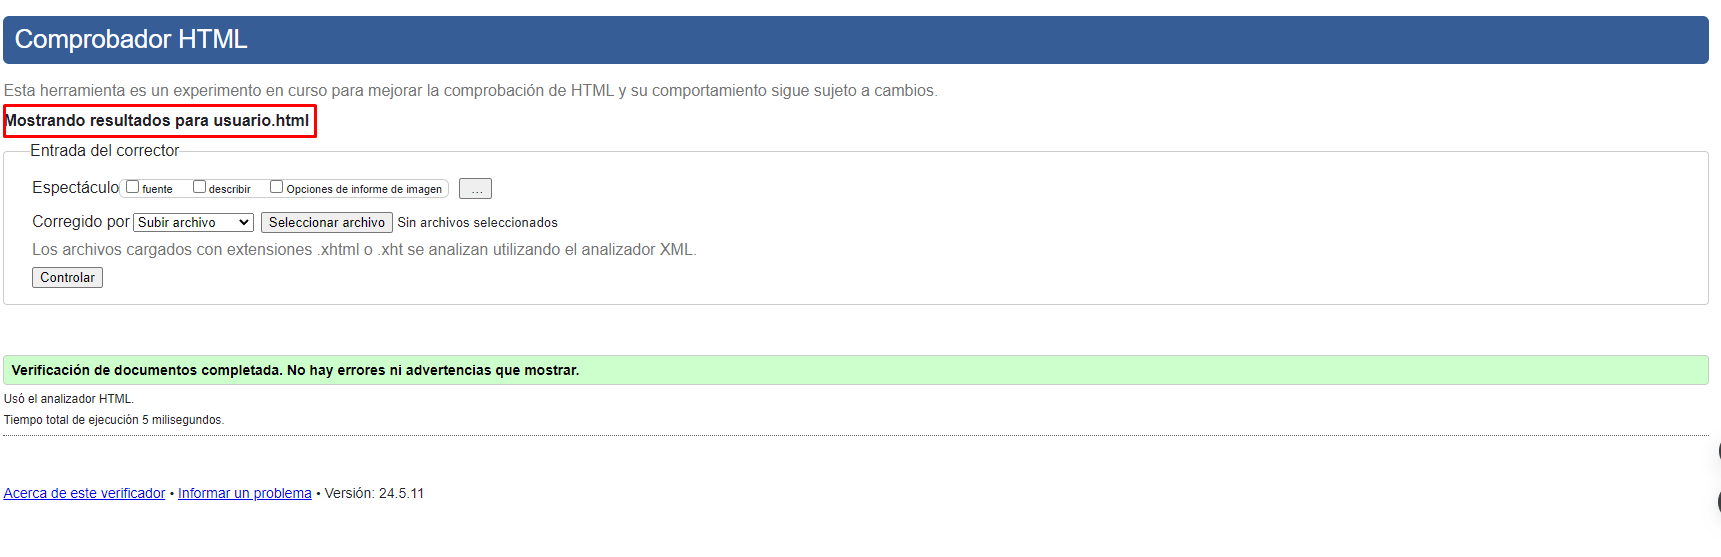 Comprobador HTML
Esta herramienta es un experimento en curso para mejorar la comprobación de HTML y su comportamiento sigue sujeto a cambios.
Mostrando resultados para usuario.html
Entrada del corrector
Espectáculo fuente describir Opciones de informe de imagen ...
Corregido por Subir archivo Seleccionar archivo Sin archivos seleccionados
Los archivos cargados con extensiones .xhtml o .xht se analizan utilizando el analizador XML.
Controlar
Verificación de documentos completada. No hay errores ni advertencias que mostrar.
Usó el analizador HTML.
Tiempo total de ejecución 5 milisegundos.
Acerca de este verificador • Informar un problema • Versión: 24.5.11